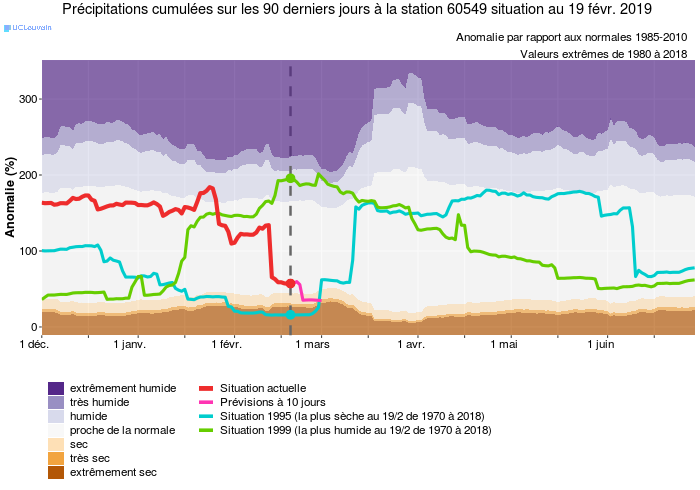 Précipitations cumulées sur les 90 derniers jours à la station 60549 situation au 19 févr. 2019
UCLouvain
Anomalie par rapport aux normales 1985-2010
Valeurs extrêmes de 1980 à 2018
Anomalie (%)
300
200
100
0
1 déc. 1 janv. 1 févr. 1 mars 1 avr. 1 mai 1 juin
extrêmement humide
très humide
humide
proche de la normale
sec
très sec
extrêmement sec
Situation actuelle
Prévisions à 10 jours
Situation 1995 (la plus sèche au 19/2 de 1970 à 2018)
Situation 1999 (la plus humide au 19/2 de 1970 à 2018)